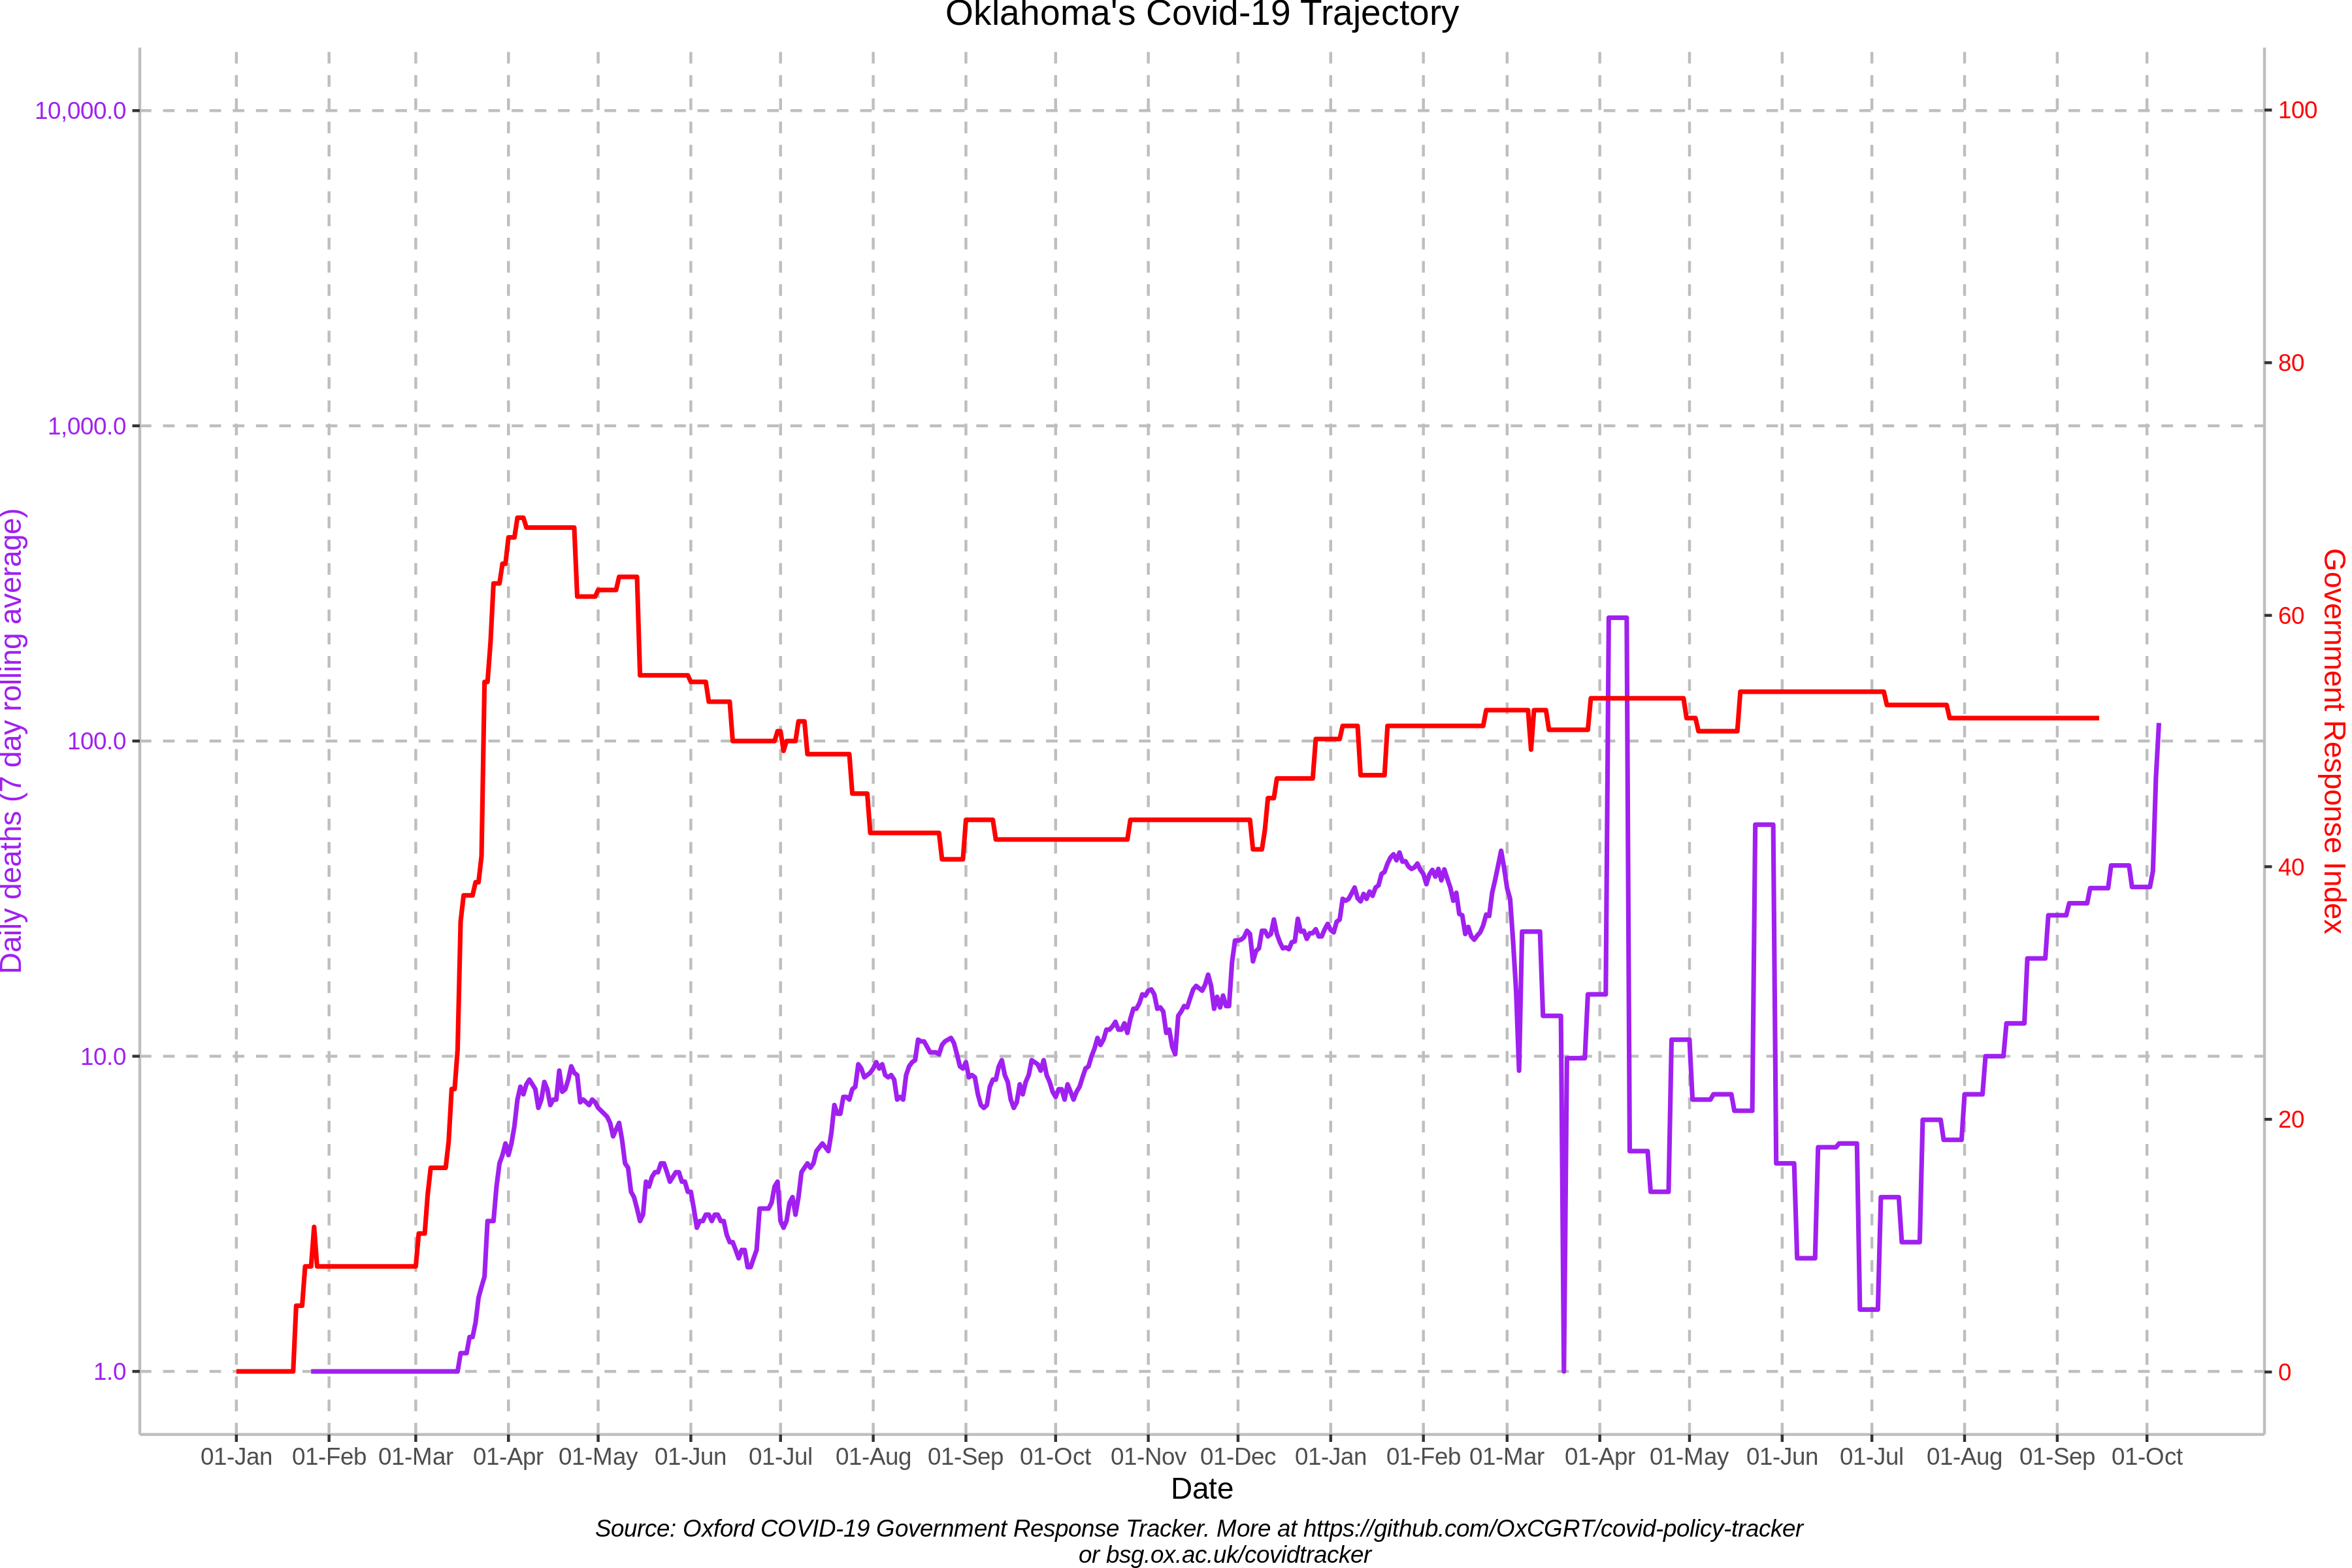 Oklahoma's Covid-19 Trajectory
10,000.0
1,000.0
100.0
10.0
1.0
Daily deaths (7 day rolling average)
100
80
60
40
20
0
Government Response Index
01-Jan 01-Feb 01-Mar 01-Apr 01-May 01-Jun 01-Jul 01-Aug 01-Sep 01-Oct 01-Nov 01-Dec 01-Jan 01-Feb 01-Mar 01-Apr 01-May 01-Jun 01-Jul 01-Aug 01-Sep 01-Oct
Date
Source: Oxford COVID-19 Government Response Tracker. More at https://github.com/OxCGRT/covid-policy-tracker
or bsg.ox.ac.uk/covidtracker